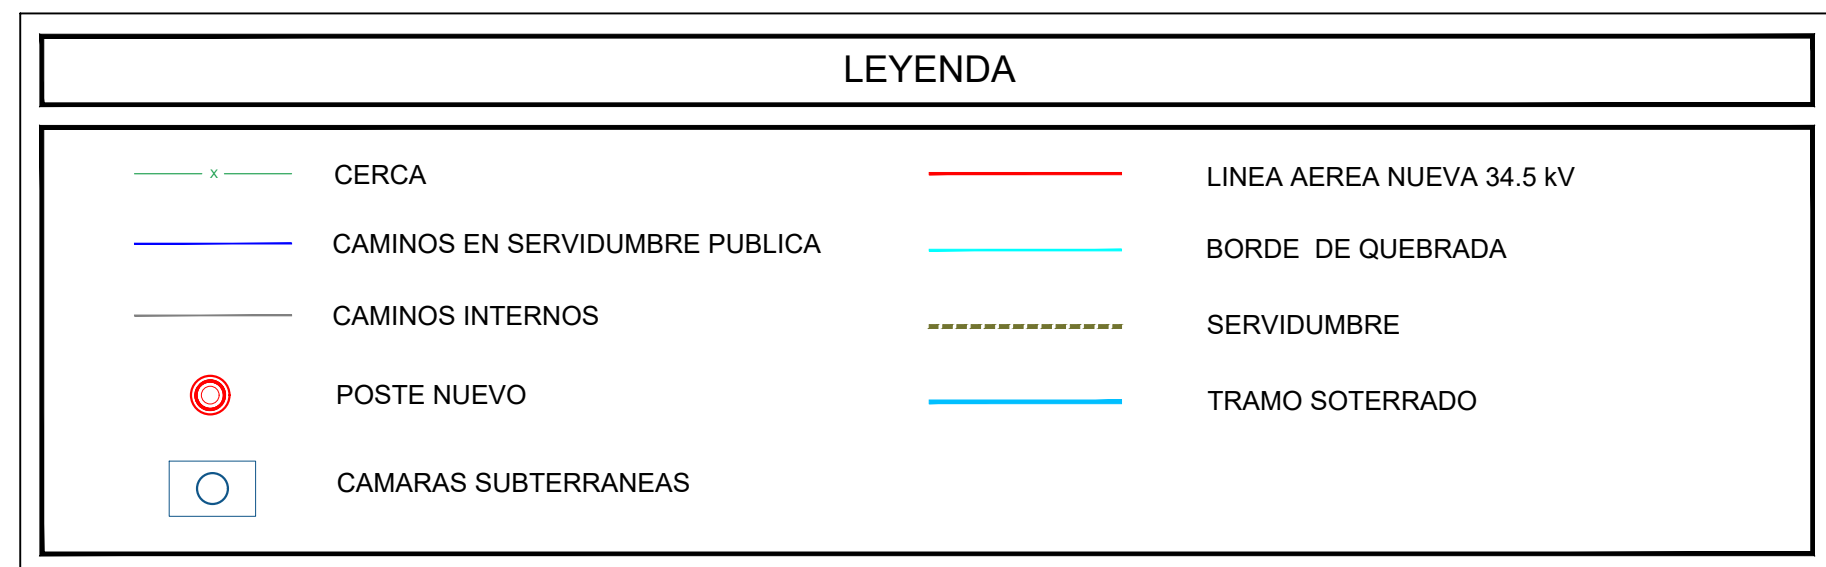 LEYENDA
x
CERCA
CAMINOS EN SERVIDUMBRE PUBLICA
CAMINOS INTERNOS
POSTE NUEVO
CAMARAS SUBTERRANEAS
LINEA AEREA NUEVA 34.5 kV
BORDE DE QUEBRADA
SERVIDUMBRE
TRAMO SOTERRADO